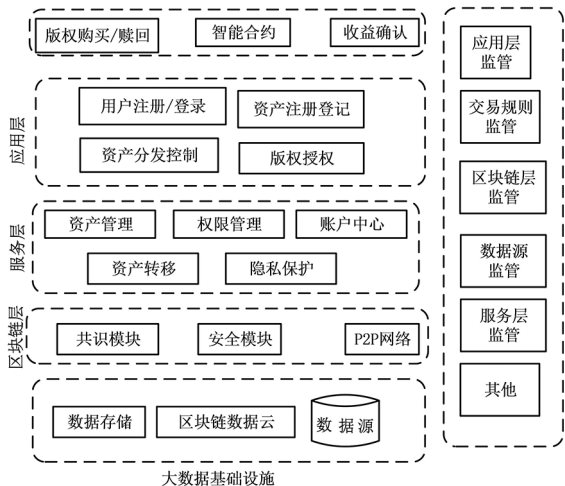 版权购买/赎回
智能合约
收益确认
应用层
用户注册/登录
资产注册登记
资产分发控制
版权授权
服务层
资产管理
权限管理
账户中心
资产转移
隐私保护
区块链层
共识模块
安全模块
P2P网络
数据存储
区块链数据云
数据源
大数据基础设施
应用层
监管
交易规则
监管
区块链层
监管
数据源
监管
服务层
监管
其他